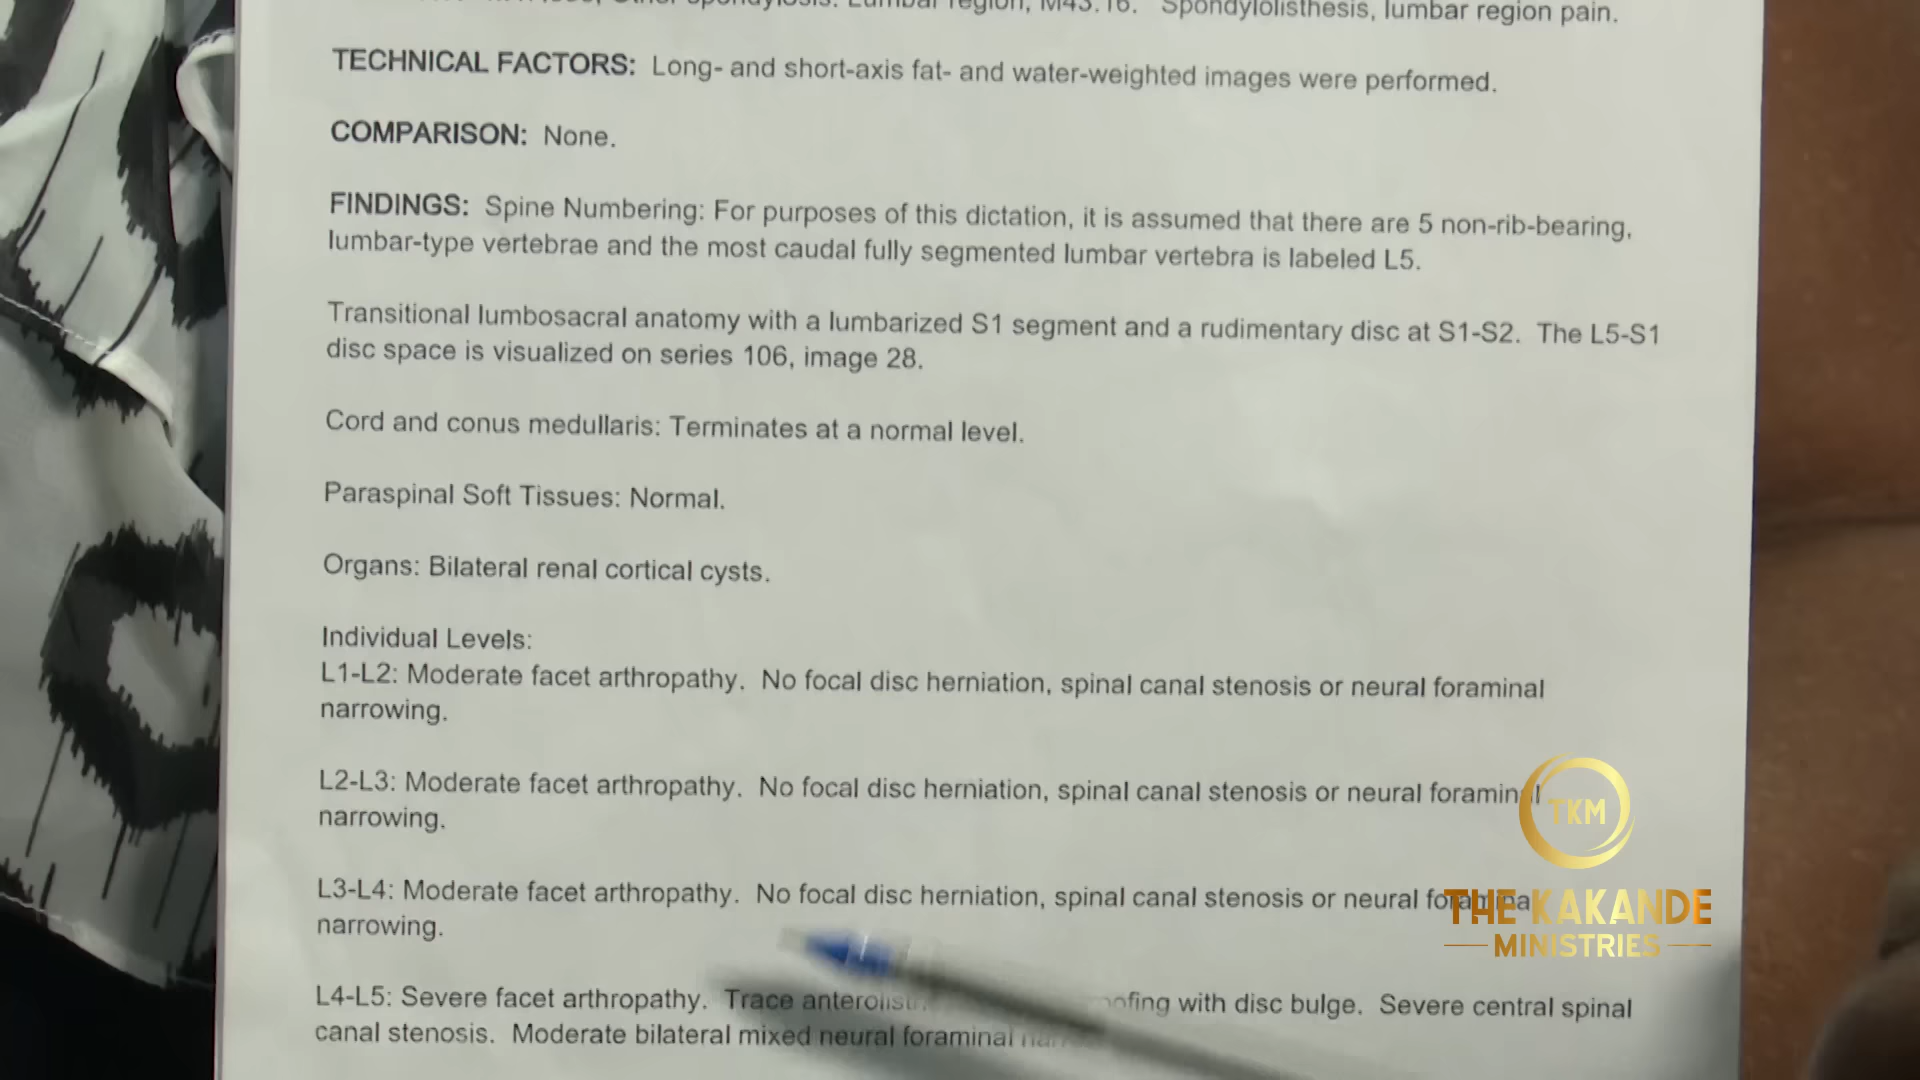 Spondylolisthesis, lumbar region pain.
TECHNICAL FACTORS: Long- and short-axis fat- and water-weighted images were performed.
COMPARISON: None.
FINDINGS: Spine Numbering: For purposes of this dictation, it is assumed that there are 5 non-rib-bearing,
lumbar-type vertebrae and the most caudal fully segmented lumbar vertebra is labeled L5.
Transitional lumbosacral anatomy with a lumbarized S1 segment and a rudimentary disc at S1-S2. The L5-S1
disc space is visualized on series 106, image 28.
Cord and conus medullaris: Terminates at a normal level.
Paraspinal Soft Tissues: Normal.
Organs: Bilateral renal cortical cysts.
Individual Levels:
L1-L2: Moderate facet arthropathy. No focal disc herniation, spinal canal stenosis or neural foraminal
narrowing.
L2-L3: Moderate facet arthropathy. No focal disc herniation, spinal canal stenosis or neural foraminal
narrowing.
L3-L4: Moderate facet arthropathy. No focal disc herniation, spinal canal stenosis or neural foraminal
narrowing.
L4-L5: Severe facet arthropathy. Trace with disc bulge. Severe central spinal
canal stenosis. Moderate bilateral mixed neural foraminal
TKM
THE KAKANDE
MINISTRIES